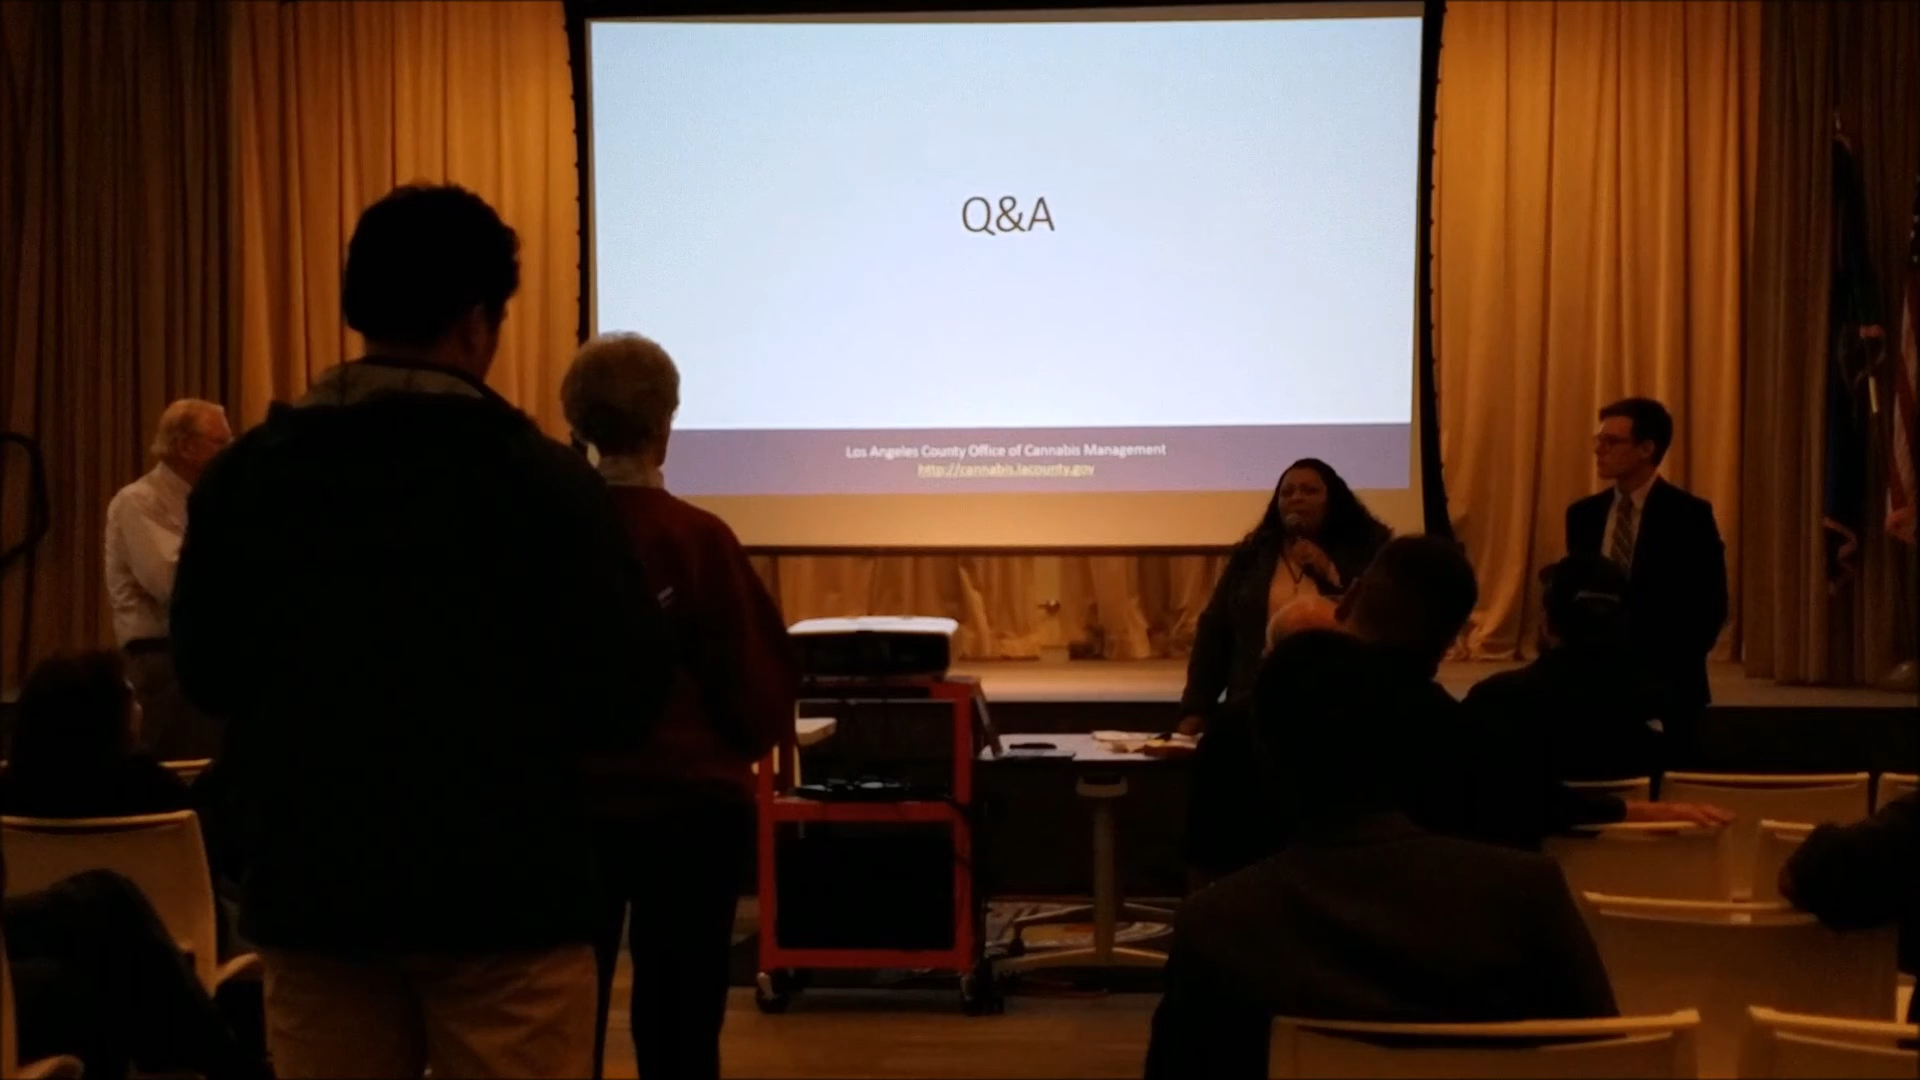 Q&A
Los Angeles County Office of Cannabis Management
http://cannabis.lacounty.gov